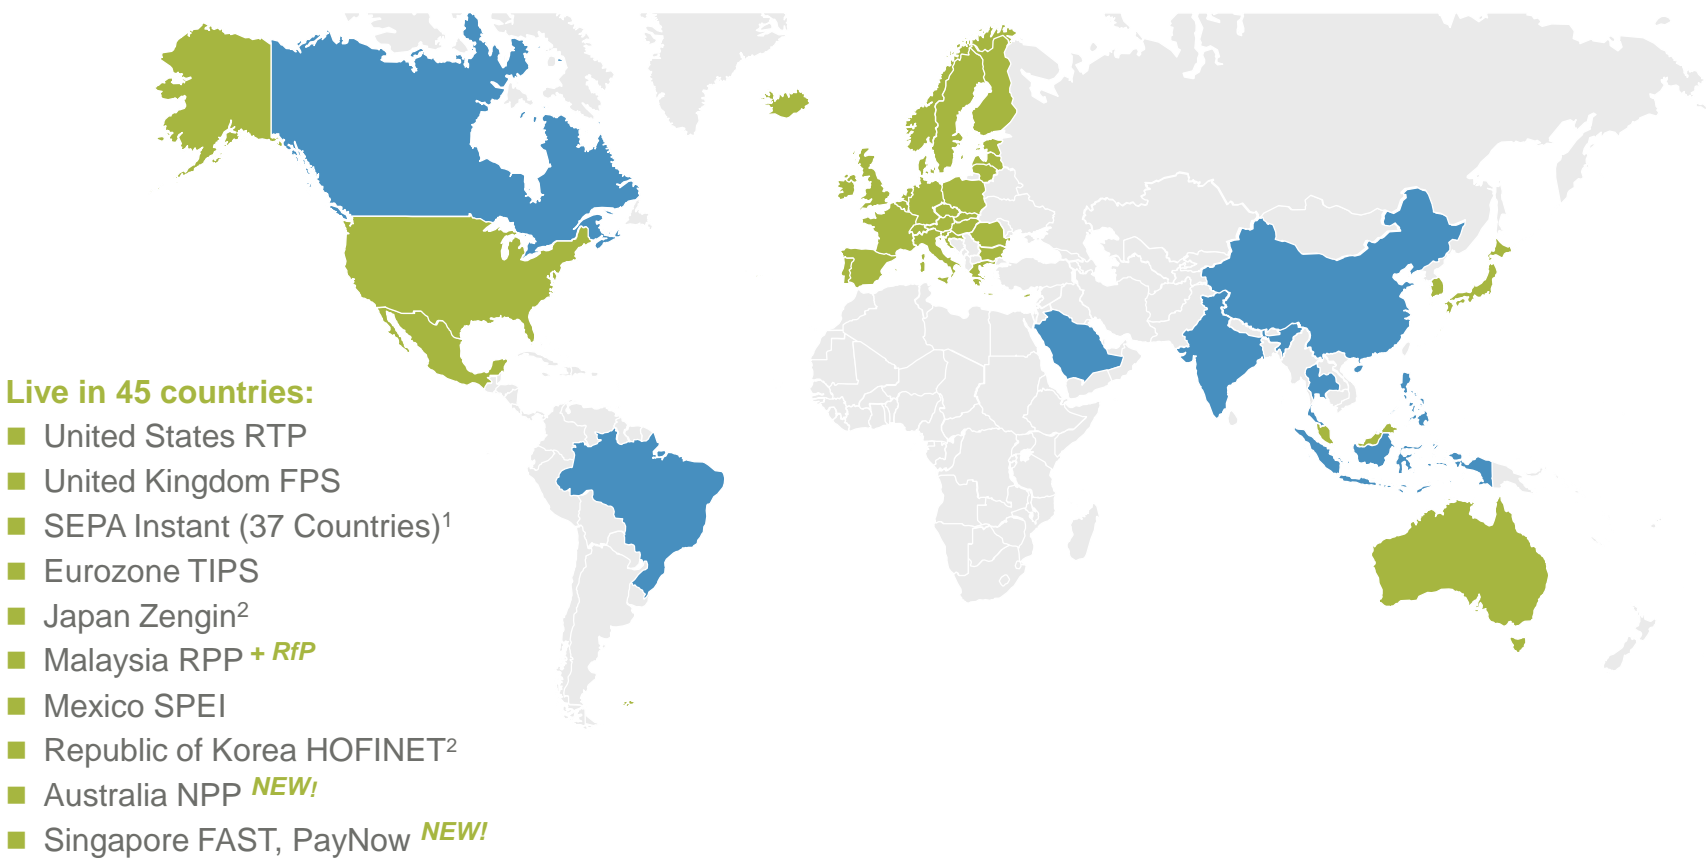 Live in 45 countries:
United States RTP
United Kingdom FPS
SEPA Instant (37 Countries)1
Eurozone TIPS
Japan Zengin2
Malaysia RPP + RfP
Mexico SPEI
Republic of Korea HOFINET2
Australia NPP NEW!
Singapore FAST, PayNow NEW!